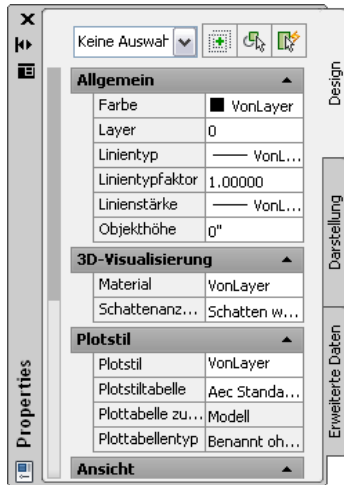 Keine Auswah
Allgemein
Farbe VonLayer
Layer 0
Linientyp VonL...
Linientypfaktor 1.00000
Linienstärke VonL...
Objekthöhe 0"
3D-Visualisierung
Material VonLayer
Schattenanz... Schatten w...
Plotstil
Plotstil VonLayer
Plotstiltabelle Aec Standa...
Plottabelle zu... Modell
Plottabellentyp Benannt oh...
Ansicht
Design
Darstellung
Erweiterte Daten
Properties